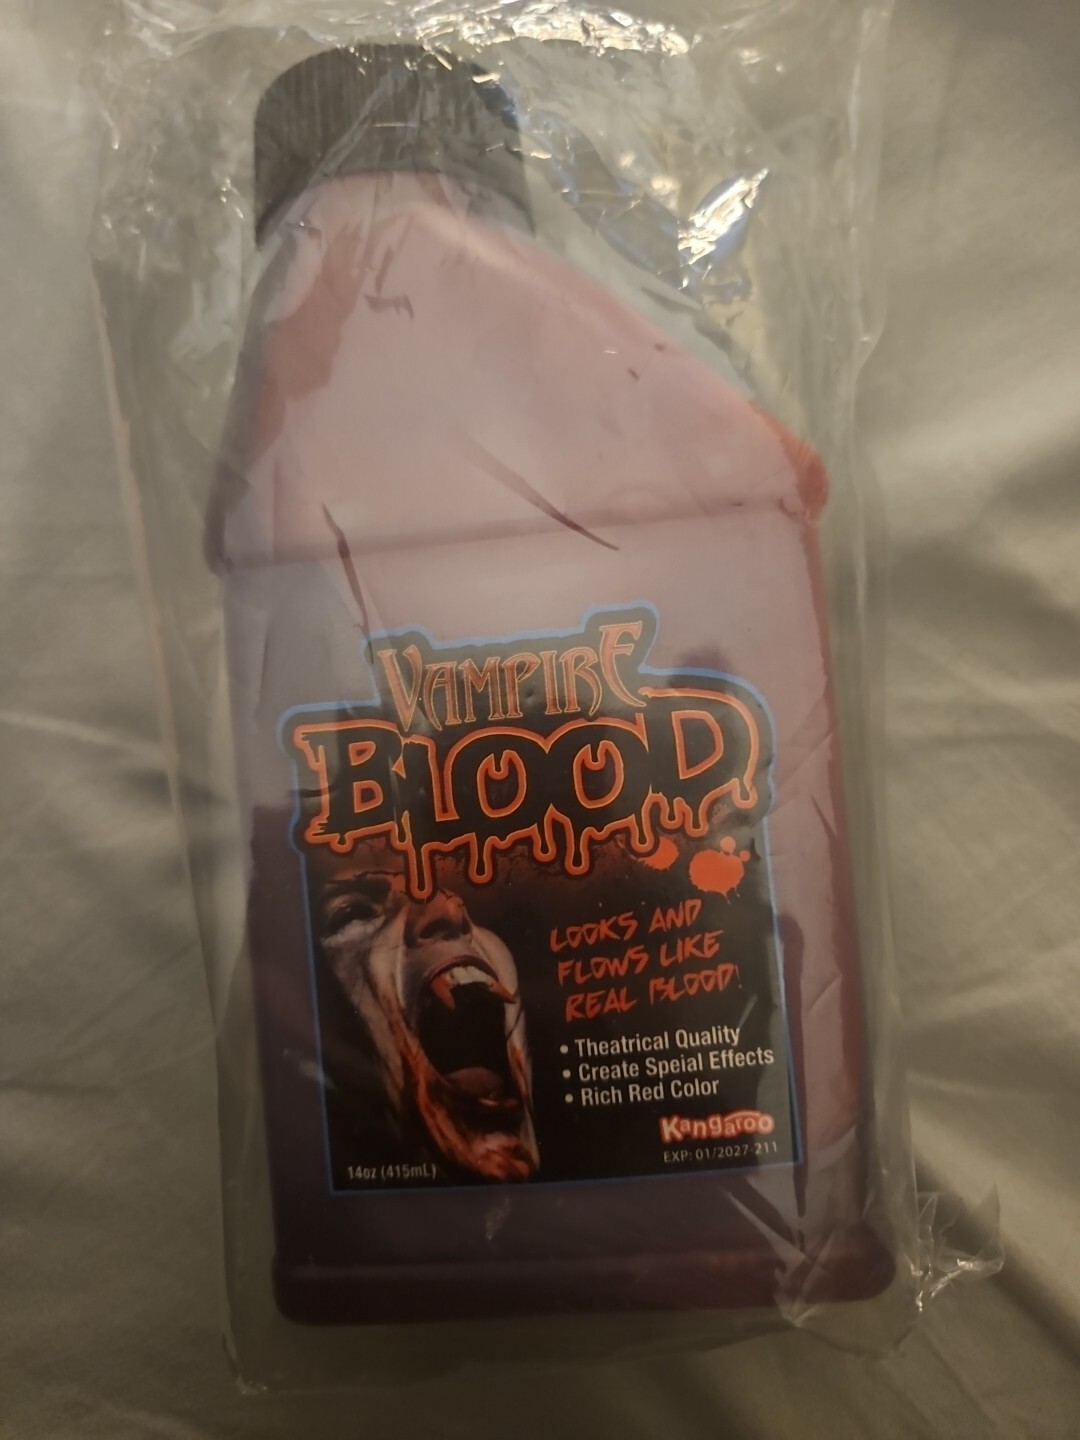 VAMPIRE
BLOOD
LOOKS AND
FLOWS LIKE
REAL BLOOD!
• Theatrical Quality
• Create Speial Effects
• Rich Red Color
Kangaroo
EXP: 01/2027-211
14oz (415mL)